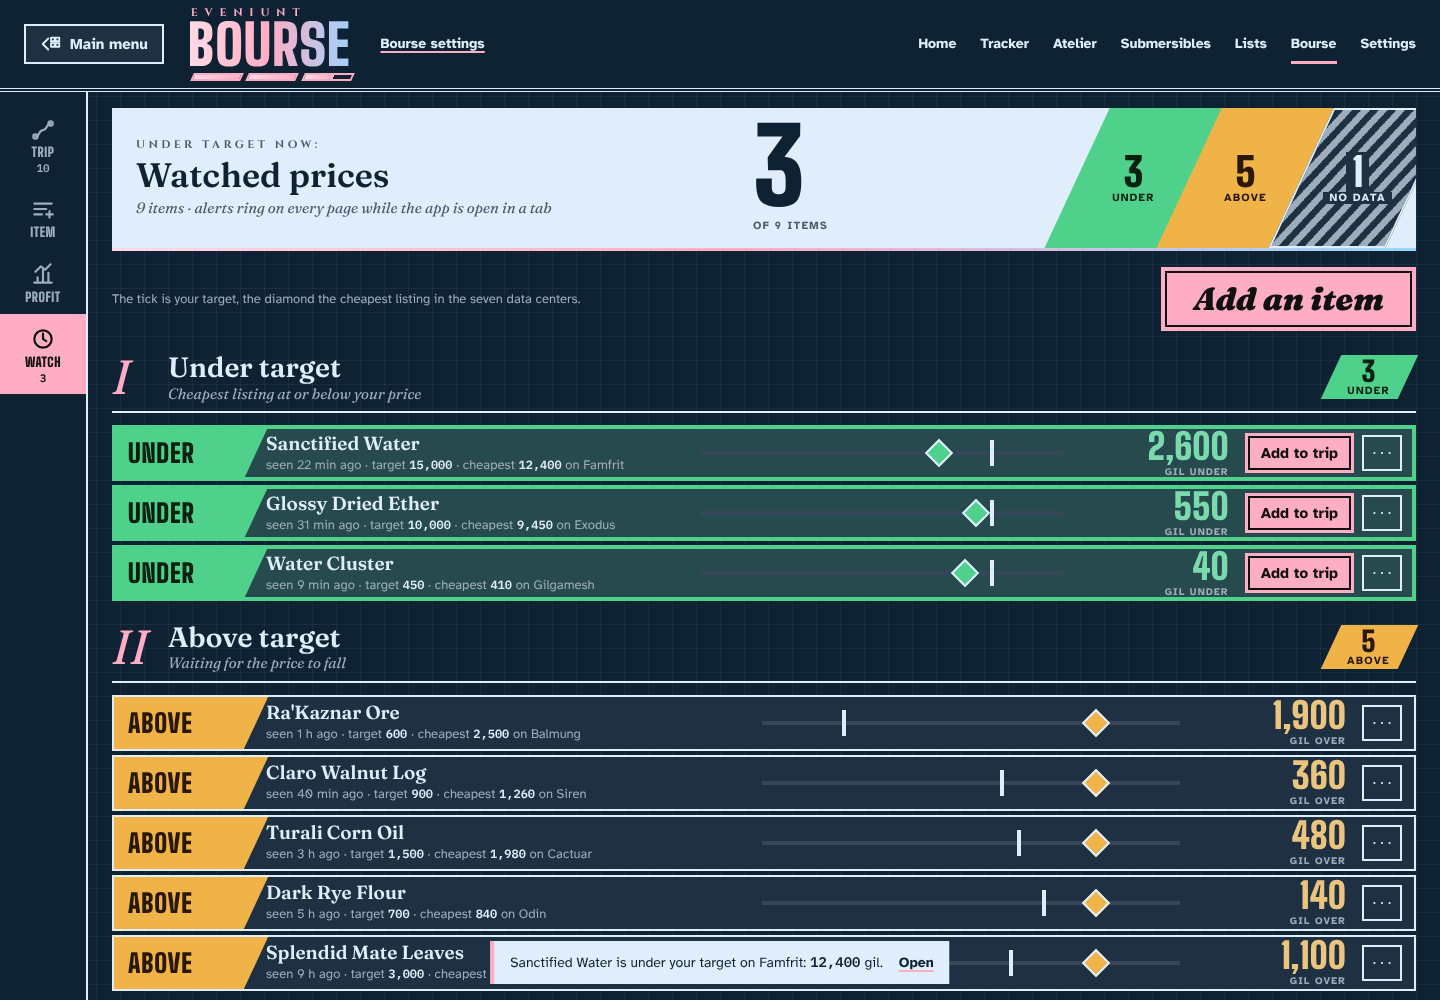 Main menu
EVENIUNT
BOURSE
Bourse settings
Home
Tracker
Atelier
Submersibles
Lists
Bourse
Settings
TRIP
10
ITEM
PROFIT
WATCH
3
UNDER TARGET NOW:
Watched prices
9 items · alerts ring on every page while the app is open in a tab
3
OF 9 ITEMS
3
UNDER
5
ABOVE
1
NO DATA
The tick is your target, the diamond the cheapest listing in the seven data centers.
Add an item
I
Under target
Cheapest listing at or below your price
3
UNDER
UNDER
Sanctified Water
seen 22 min ago · target 15,000 · cheapest 12,400 on Famfrit
2,600
GIL UNDER
Add to trip
...
UNDER
Glossy Dried Ether
seen 31 min ago · target 10,000 · cheapest 9,450 on Exodus
550
GIL UNDER
Add to trip
...
UNDER
Water Cluster
seen 9 min ago · target 450 · cheapest 410 on Gilgamesh
40
GIL UNDER
Add to trip
...
II
Above target
Waiting for the price to fall
5
ABOVE
ABOVE
Ra'Kaznar Ore
seen 1 h ago · target 600 · cheapest 2,500 on Balmung
1,900
GIL OVER
...
ABOVE
Claro Walnut Log
seen 40 min ago · target 900 · cheapest 1,260 on Siren
360
GIL OVER
...
ABOVE
Turali Corn Oil
seen 3 h ago · target 1,500 · cheapest 1,980 on Cactuar
480
GIL OVER
...
ABOVE
Dark Rye Flour
seen 5 h ago · target 700 · cheapest 840 on Odin
140
GIL OVER
...
ABOVE
Splendid Mate Leaves
seen 9 h ago · target 3,000 · cheapest
1,100
GIL OVER
...
Sanctified Water is under your target on Famfrit: 12,400 gil.
Open